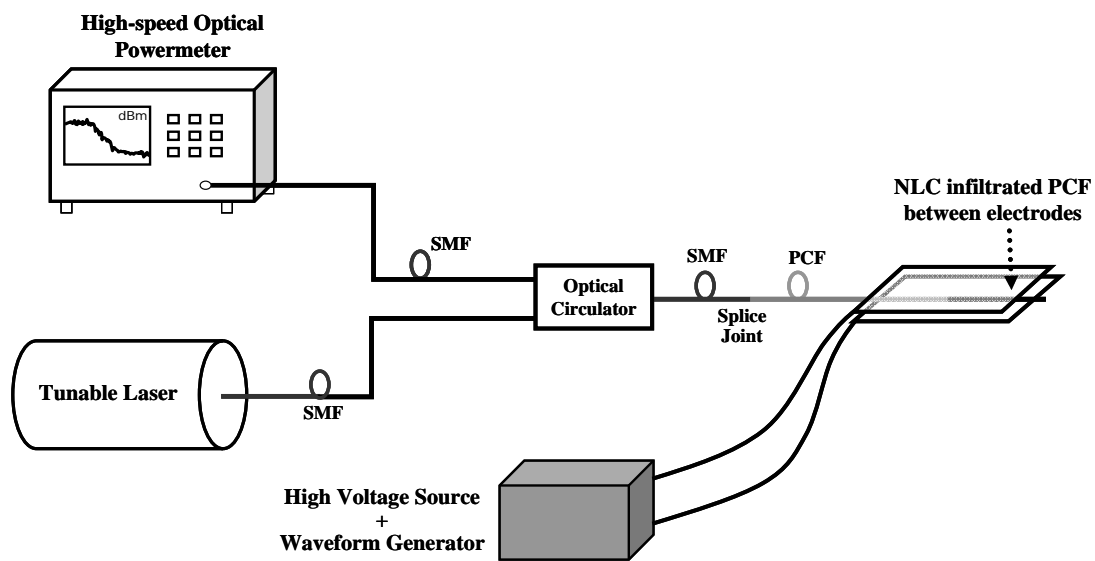 High-speed Optical
Powermeter
dBm
NLC infiltrated PCF
between electrodes
SMF
SMF
PCF
Optical
Circulator
Splice
Joint
Tunable Laser
SMF
High Voltage Source
+
Waveform Generator